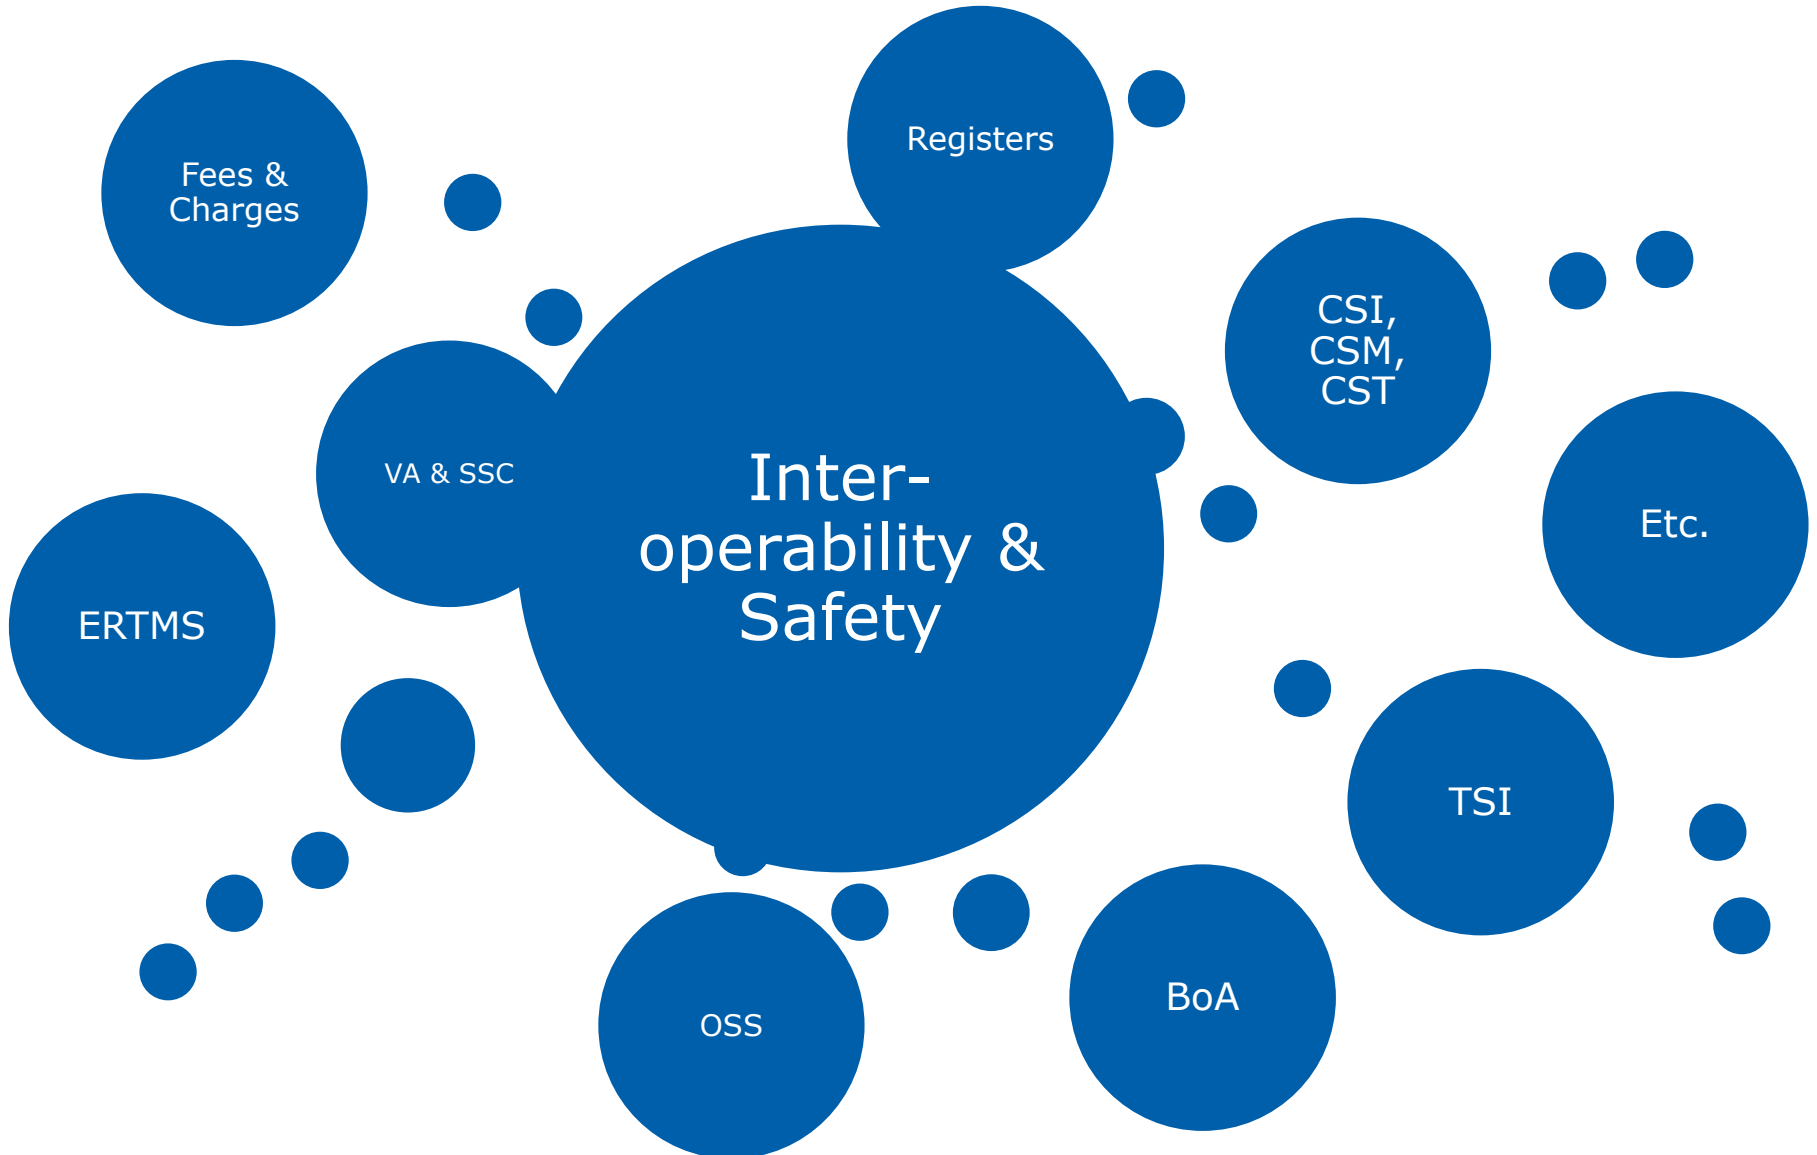 Registers
Fees &
Charges
CSI,
CSM,
CST
VA & SSC
Inter-
operability &
Safety
Etc.
ERTMS
TSI
BoA
OSS